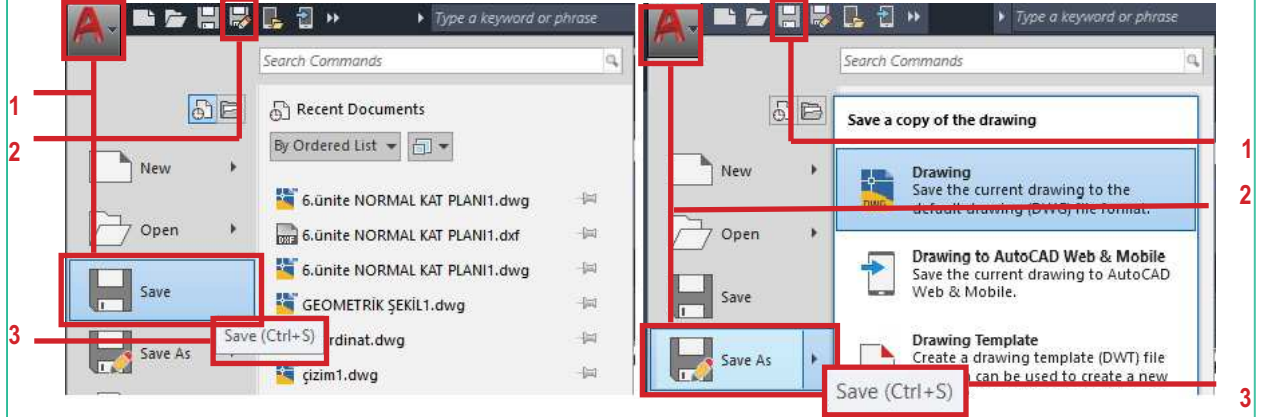 Type a keyword or phrase
Search Commands
1
Recent Documents
2
By Ordered List
New
6.ünite NORMAL KAT PLANI1.dwg
Open
6.ünite NORMAL KAT PLANI1.dxf
DXF
6.ünite NORMAL KAT PLANI1.dwg
Save
GEOMETRİK ŞEKİL1.dwg
3
Save (Ctrl+S)
rdinat.dwg
Save As
çizim1.dwg
Type a keyword or phrase
Search Commands
Save a copy of the drawing
1
New
Drawing
Save the current drawing to the
default drawing (DWG) file format.
DWG
2
Open
Drawing to AutoCAD Web & Mobile
Save the current drawing to AutoCAD
Web & Mobile.
Save
Drawing Template
Create a drawing template (DWT) file
can be used to create a new
Save As
Save (Ctrl+S)
3